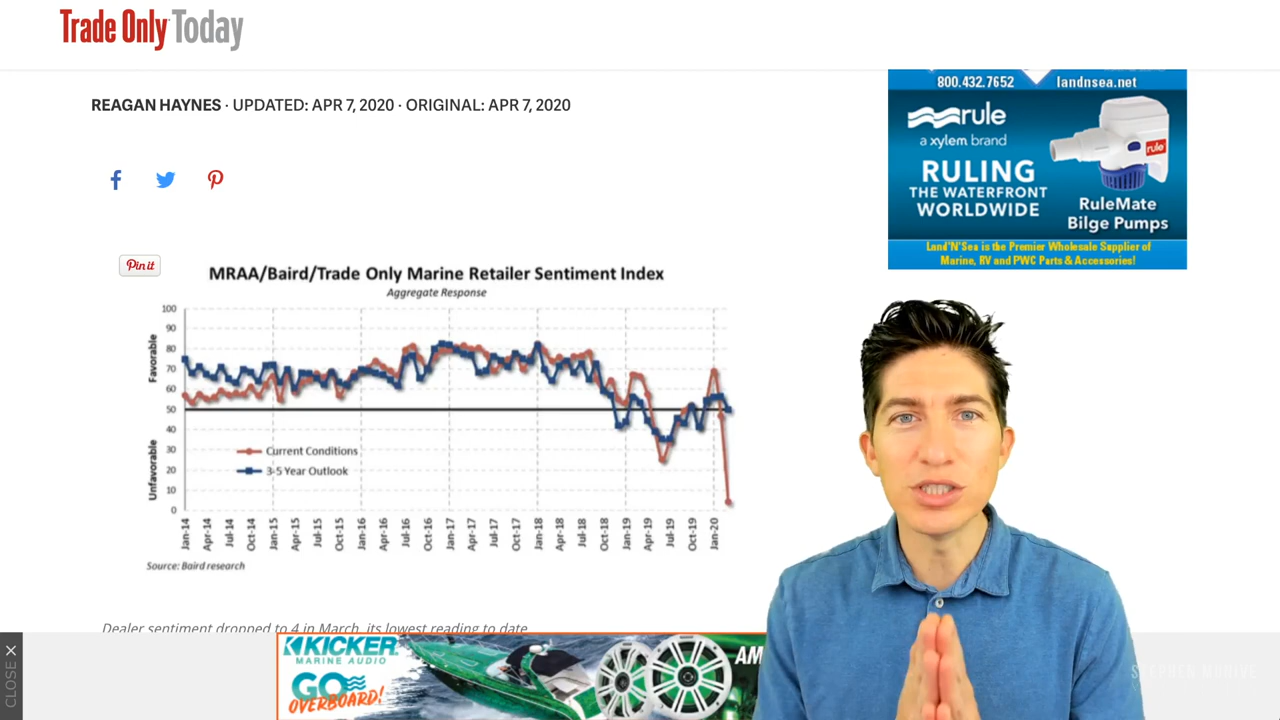 Trade Only Today
REAGAN HAYNES · UPDATED: APR 7, 2020 · ORIGINAL: APR 7, 2020
800.432.7652 landnsea.net
rule
a xylem brand
RULING
THE WATERFRONT
WORLDWIDE
rule
RuleMate
Bilge Pumps
Land'N'Sea is the Premier Wholesale Supplier of
Marine, RV and PWC Parts & Accessories!
Pin it
MRAA/Baird/Trade Only Marine Retailer Sentiment Index
Aggregate Response
Favorable
Unfavorable
100
90
80
70
60
50
40
30
20
10
0
Current Conditions
3-5 Year Outlook
Jan-14 Apr-14 Jul-14 Oct-14 Jan-15 Apr-15 Jul-15 Oct-15 Jan-16 Apr-16 Jul-16 Oct-16 Jan-17 Apr-17 Jul-17 Oct-17 Jan-18 Apr-18 Jul-18 Oct-18 Jan-19 Apr-19 Jul-19 Oct-19 Jan-20
Source: Baird research
Dealer sentiment dropped to 4 in March, its lowest reading to date.
CLOSE
KICKER
MARINE AUDIO
GO
OVERBOARD!
AM